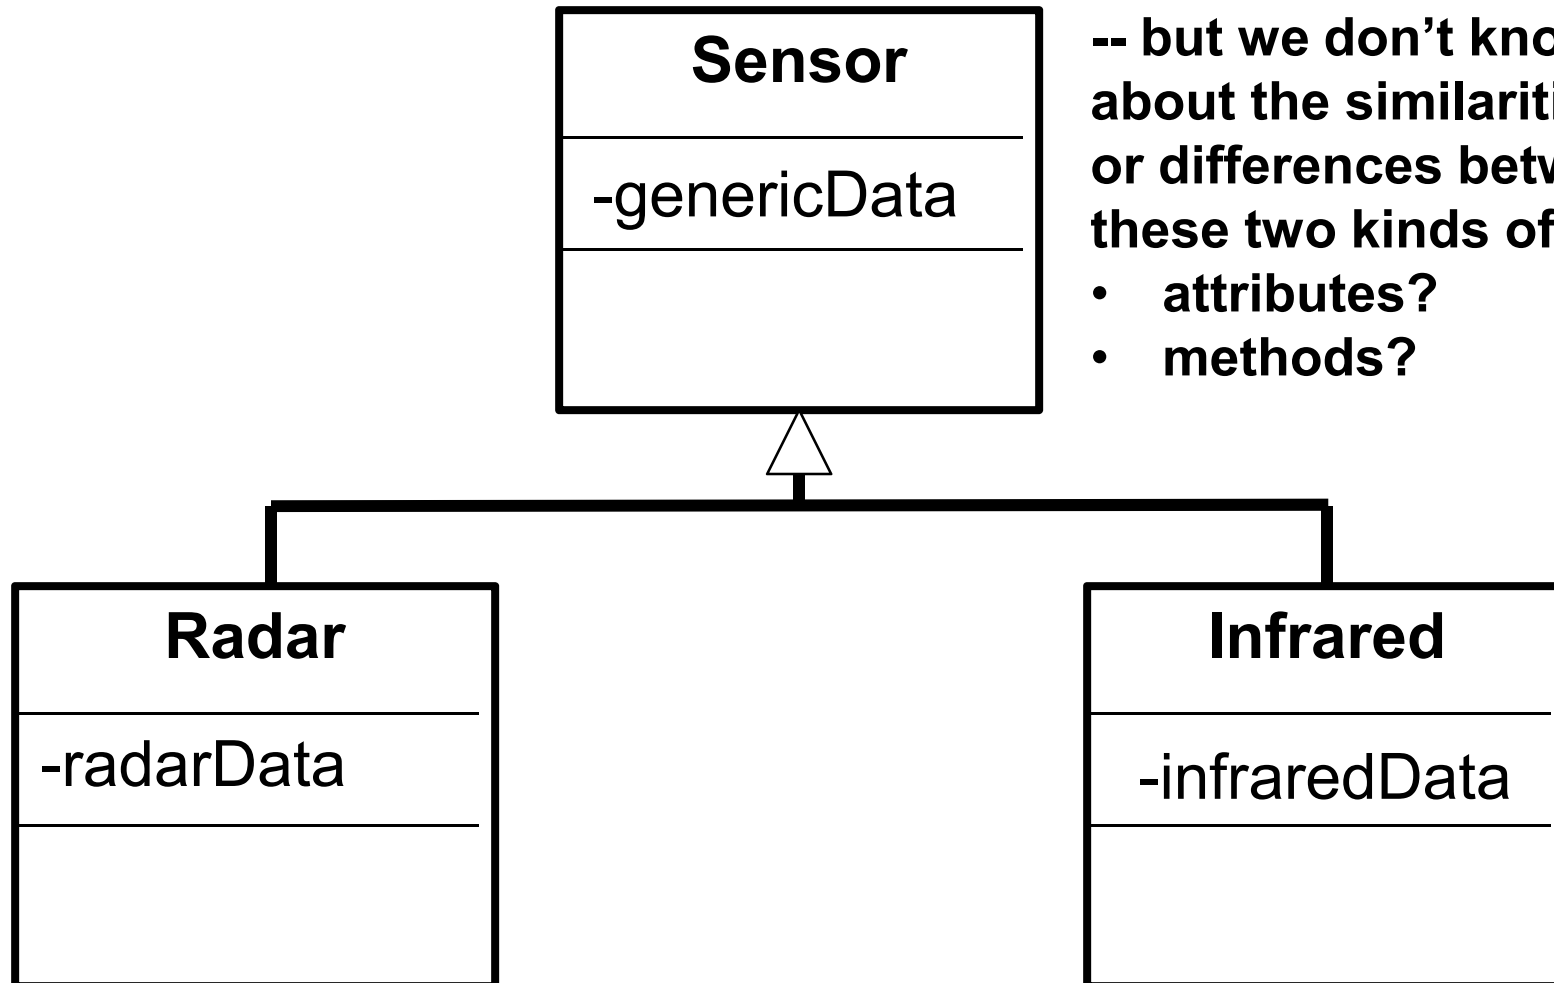 Sensor
-genericData
-- but we don’t kno
about the similariti
or differences betw
these two kinds of
• attributes?
• methods?
Radar
-radarData
Infrared
-infraredData